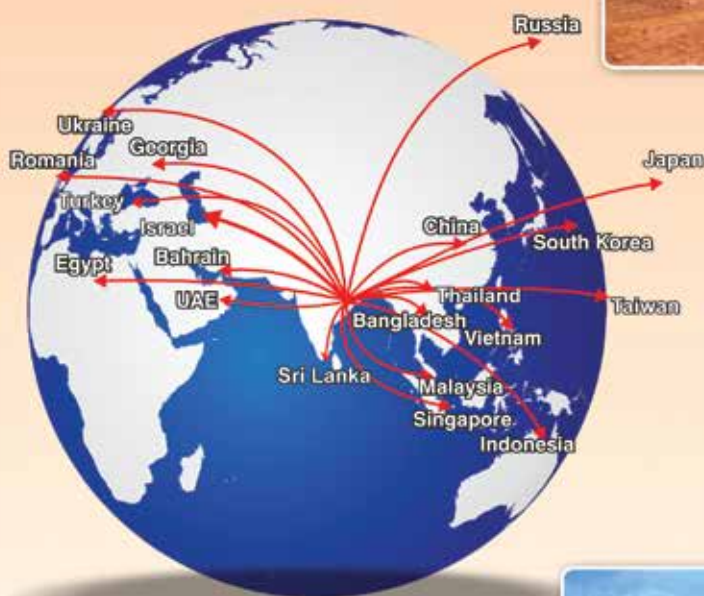 Russia
Ukraine
Georgia
Romania
Japan
Turkey
Israel
China
South Korea
Bahrain
Egypt
UAE
Thailand
Taiwan
Bangladesh
Vietnam
Sri Lanka
Malaysia
Singapore
Indonesia